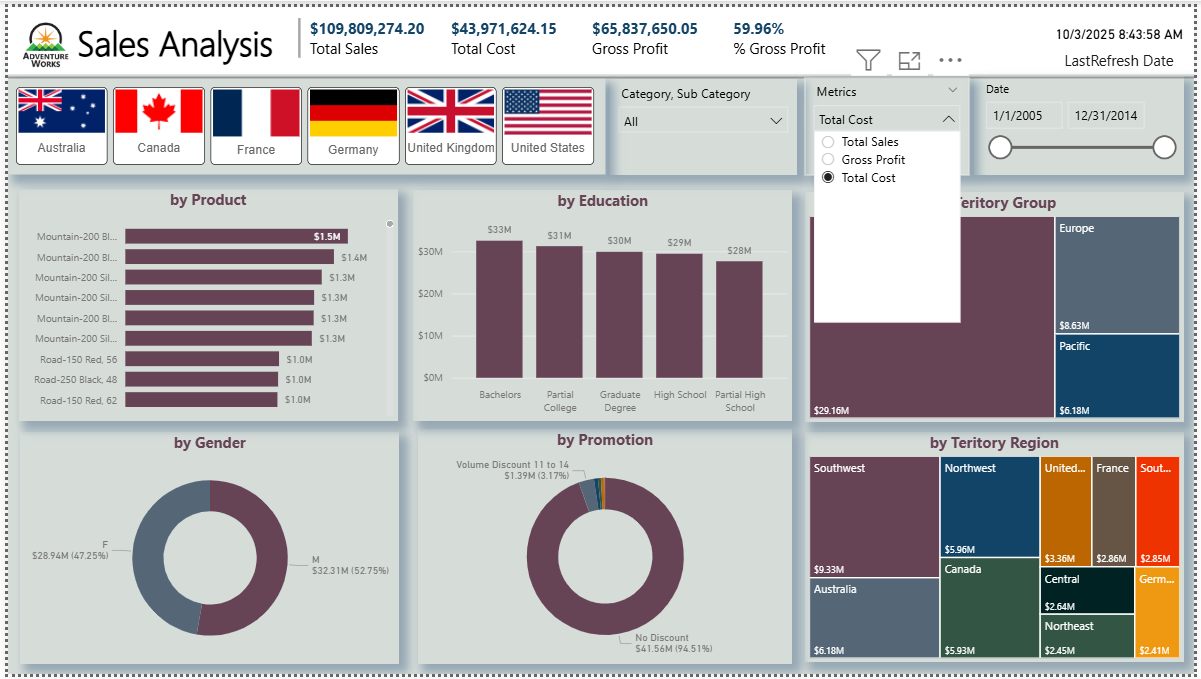 ADVENTURE
WORKS
Sales Analysis
$109,809,274.20
Total Sales
$43,971,624.15
Total Cost
$65,837,650.05
Gross Profit
59.96%
% Gross Profit
10/3/2025 8:43:58 AM
LastRefresh Date
Australia
Canada
France
Germany
United Kingdom
United States
Category, Sub Category
All
Metrics
Total Cost
Total Sales
Gross Profit
Total Cost
Date
1/1/2005
12/31/2014
by Product
Mountain-200 Bl...
$1.5M
Mountain-200 Bl...
$1.4M
Mountain-200 Sil...
$1.3M
Mountain-200 Sil...
$1.3M
Mountain-200 Bl...
$1.3M
Mountain-200 Sil...
$1.3M
Road-150 Red, 56
$1.0M
Road-250 Black, 48
$1.0M
Road-150 Red, 62
$1.0M
by Education
$30M
$20M
$10M
$0M
$33M
$31M
$30M
$29M
$28M
Bachelors
Partial
College
Graduate
Degree
High School
Partial High
School
Teritory Group
$29.16M
Europe
$8.63M
Pacific
$6.18M
by Gender
F
$28.94M (47.25%)
M
$32.31M (52.75%)
by Promotion
Volume Discount 11 to 14
$1.39M (3.17%)
No Discount
$41.56M (94.51%)
by Teritory Region
Southwest
$9.33M
Australia
$6.18M
Northwest
$5.96M
Canada
$5.93M
United...
$3.36M
France
$2.86M
Sout...
$2.85M
Central
$2.64M
Northeast
$2.45M
Germ...
$2.41M